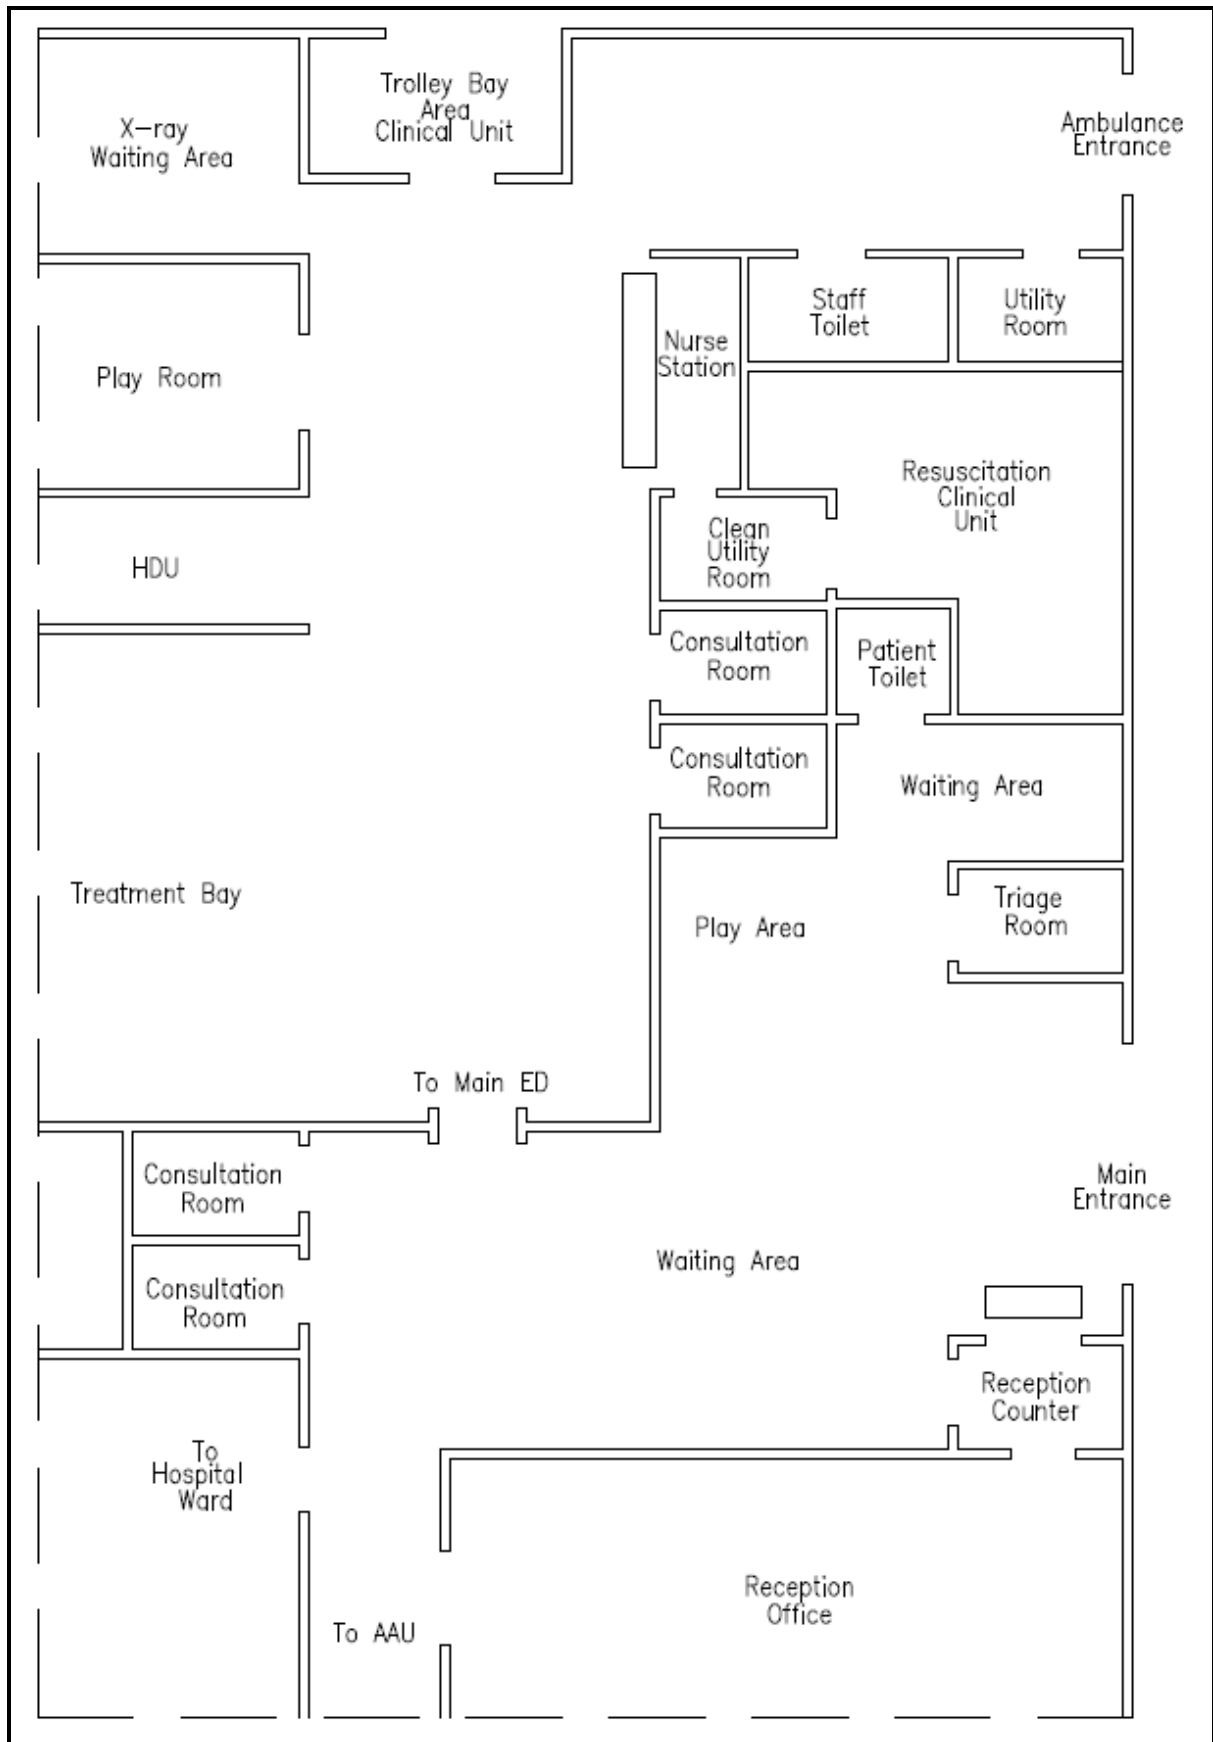 Trolley Bay
Area
Clinical Unit
X-ray
Waiting Area
Ambulance
Entrance
Staff
Toilet
Utility
Room
Nurse
Station
Play Room
Resuscitation
Clinical
Unit
Clean
Utility
Room
HDU
Consultation
Room
Patient
Toilet
Consultation
Room
Waiting Area
Treatment Bay
Play Area
Triage
Room
To Main ED
Consultation
Room
Main
Entrance
Waiting Area
Consultation
Room
Reception
Counter
To
Hospital
Ward
Reception
Office
To AAU